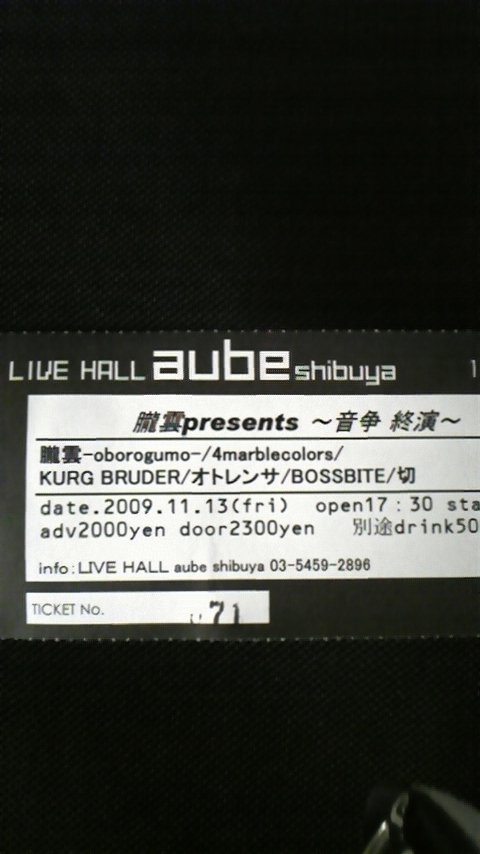 LIVE HALL aube shibuya
朧雲presents ～音争 終演～
朧雲-oborogumo-/4marblecolors/
KURG BRUDER/オトレンサ/BOSSBITE/切
date.2009.11.13(fri) open17：30 sta
adv2000yen door2300yen 別途drink50
info:LIVE HALL aube shibuya 03-5459-2896
TICKET No. 71